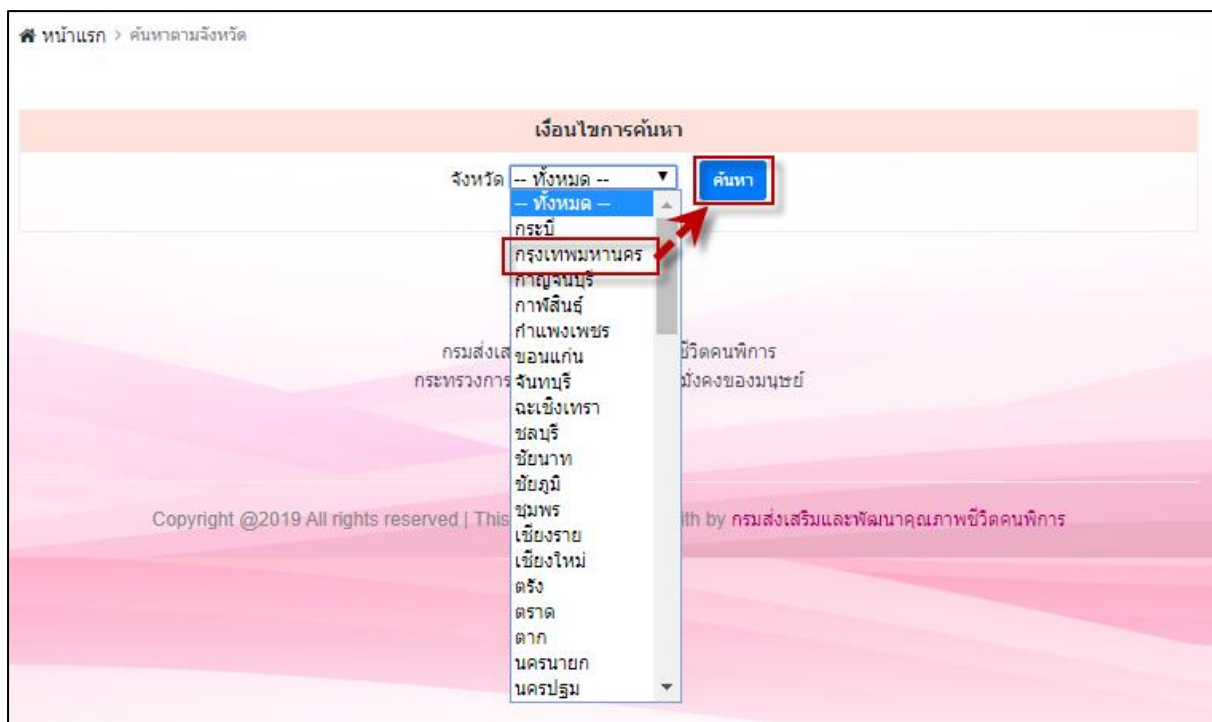 หน้าแรก > ค้นหาตามจังหวัด
เงื่อนไขการค้นหา
จังหวัด -- ทั้งหมด -- ค้นหา
-- ทั้งหมด --
กระบี่
กรุงเทพมหานคร
กาญจนบุรี
กาฬสินธุ์
กำแพงเพชร
ขอนแก่น
จันทบุรี
ฉะเชิงเทรา
ชลบุรี
ชัยนาท
ชัยภูมิ
ชุมพร
เชียงราย
เชียงใหม่
ตรัง
ตราด
ตาก
นครนายก
นครปฐม
กรมส่งเส ชีวิตคนพิการ
กระทรวงการ มั่งคงของมนุษย์
Copyright @2019 All rights reserved | This ith by กรมส่งเสริมและพัฒนาคุณภาพชีวิตคนพิการ